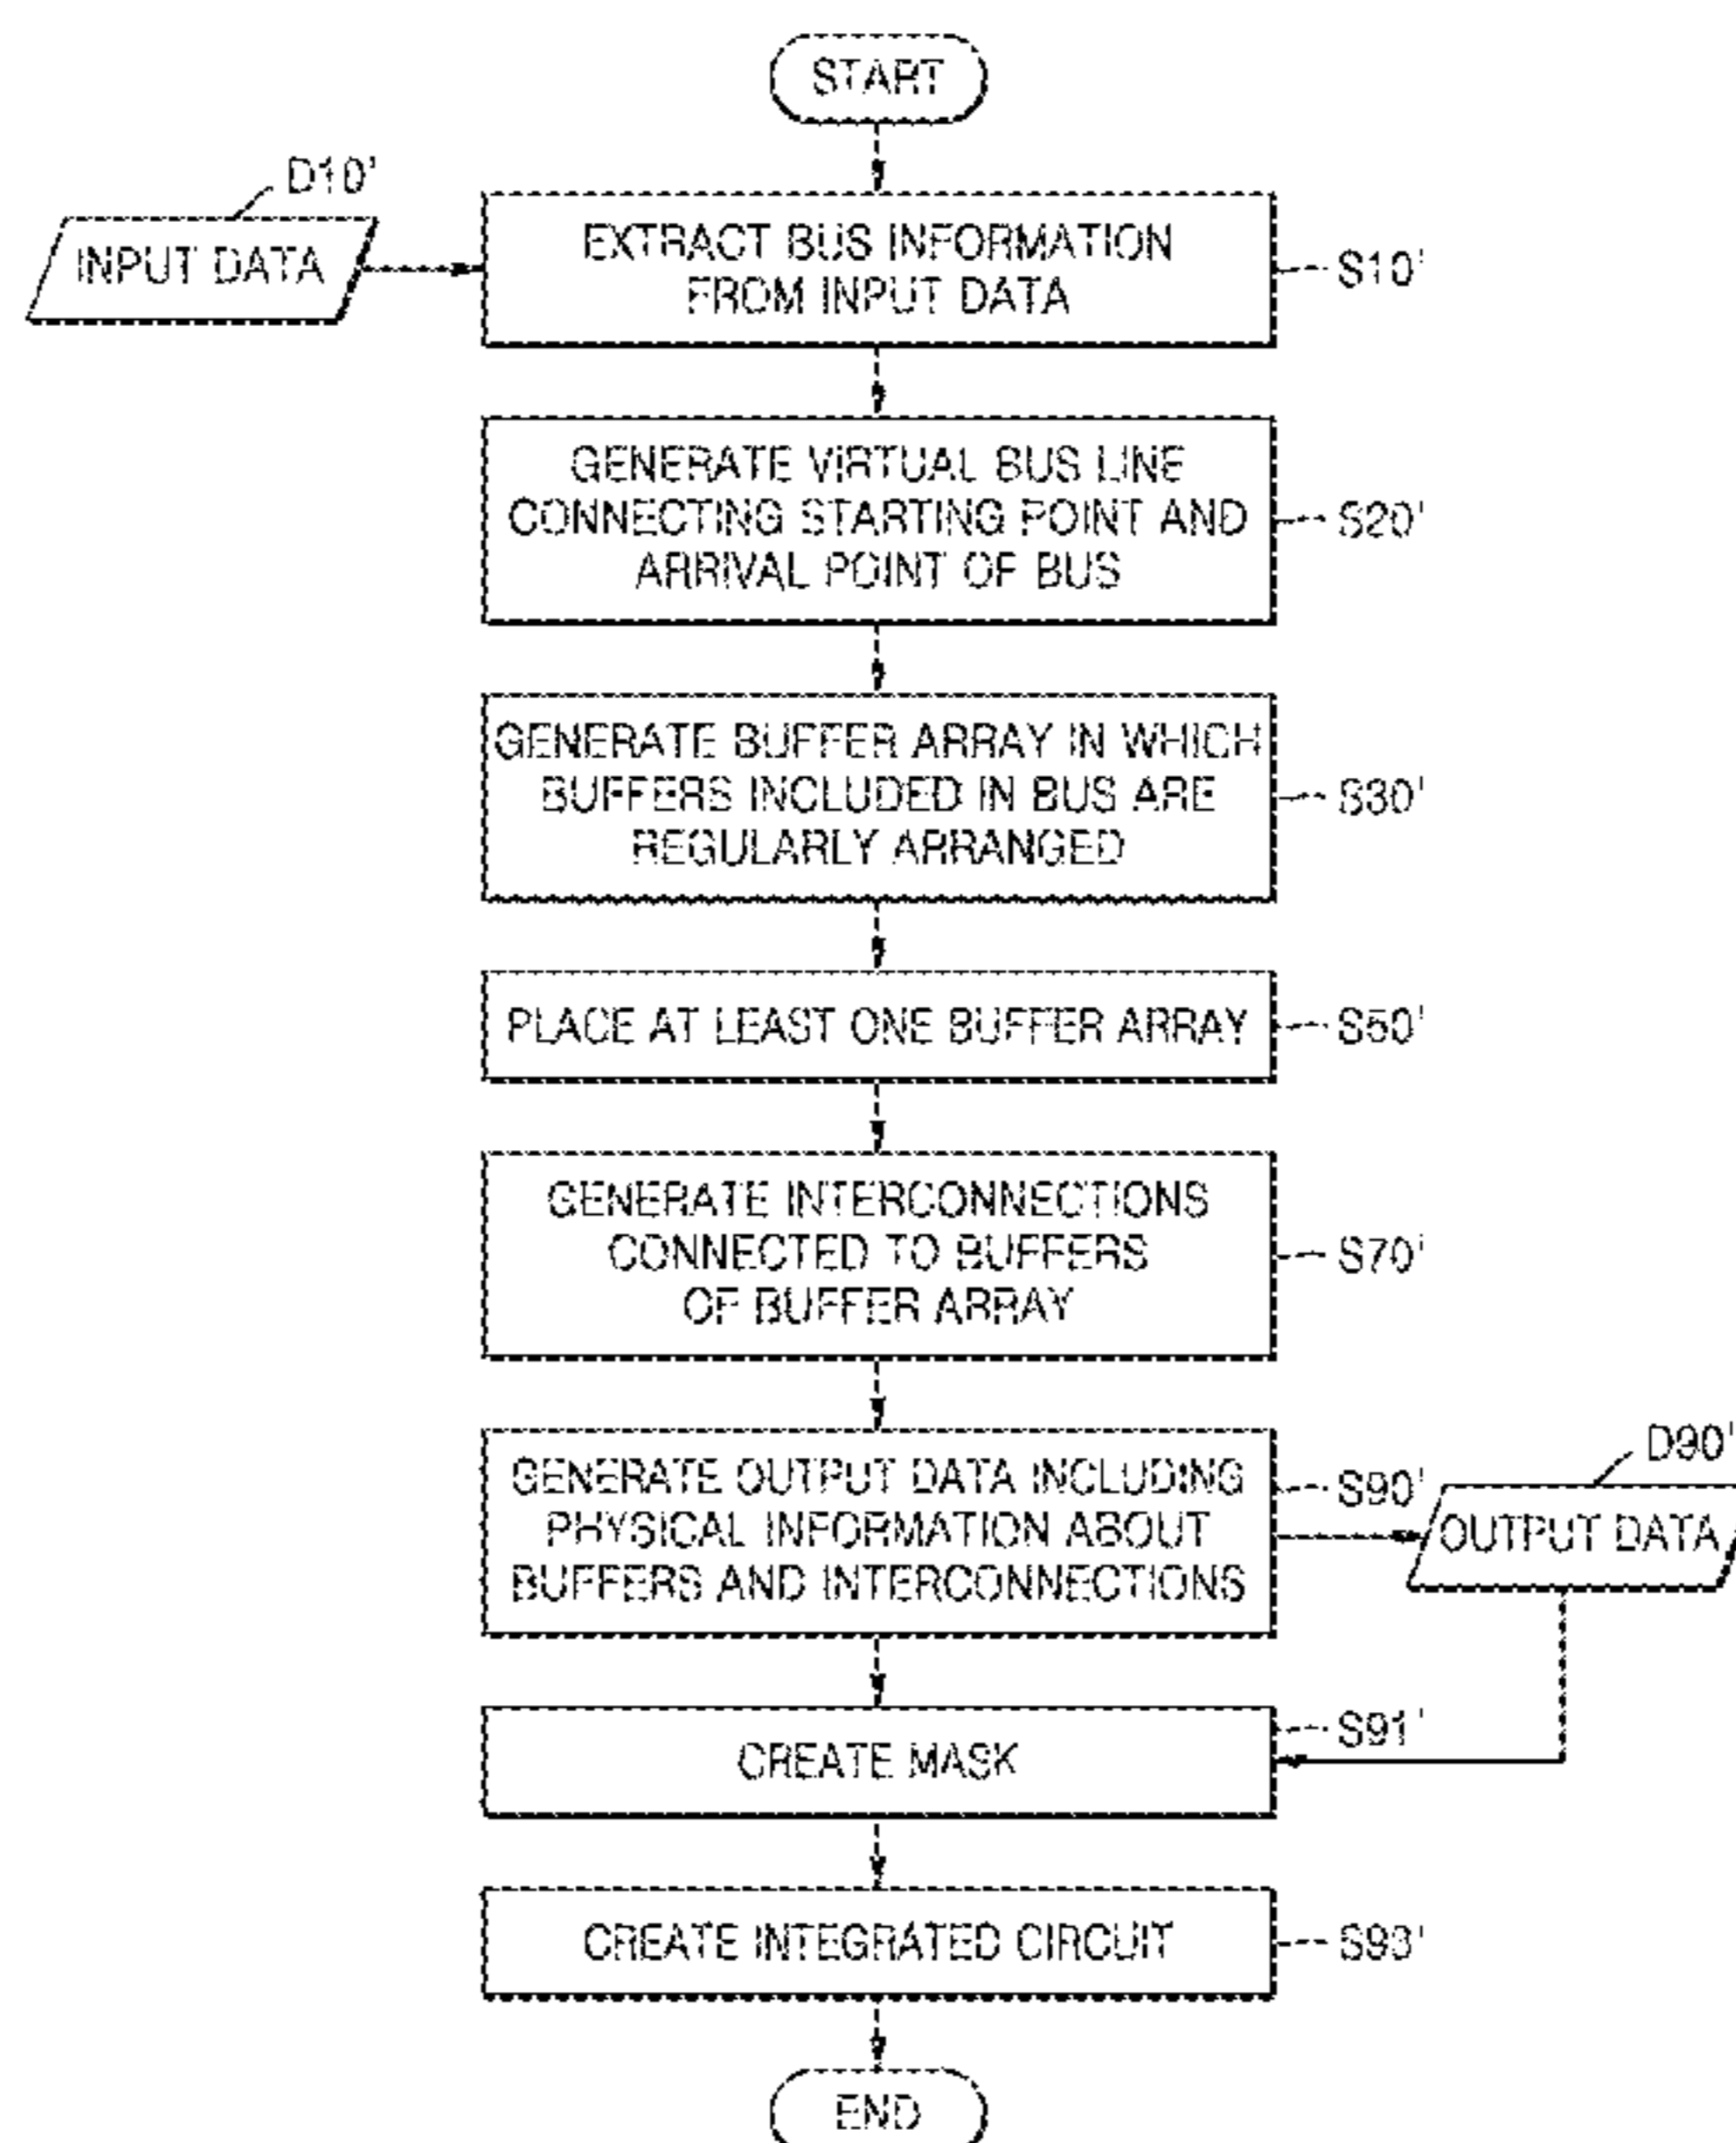 START
D10'
INPUT DATA
EXTRACT BUS INFORMATION
FROM INPUT DATA
S10'
GENERATE VIRTUAL BUS LINE
CONNECTING STARTING POINT AND
ARRIVAL POINT OF BUS
S20'
GENERATE BUFFER ARRAY IN WHICH
BUFFERS INCLUDED IN BUS ARE
REGULARLY ARRANGED
S30'
PLACE AT LEAST ONE BUFFER ARRAY
S50'
GENERATE INTERCONNECTIONS
CONNECTED TO BUFFERS
OF BUFFER ARRAY
S70'
GENERATE OUTPUT DATA INCLUDING
PHYSICAL INFORMATION ABOUT
BUFFERS AND INTERCONNECTIONS
S90'
D90'
OUTPUT DATA
CREATE MASK
S91'
CREATE INTEGRATED CIRCUIT
S93'
END